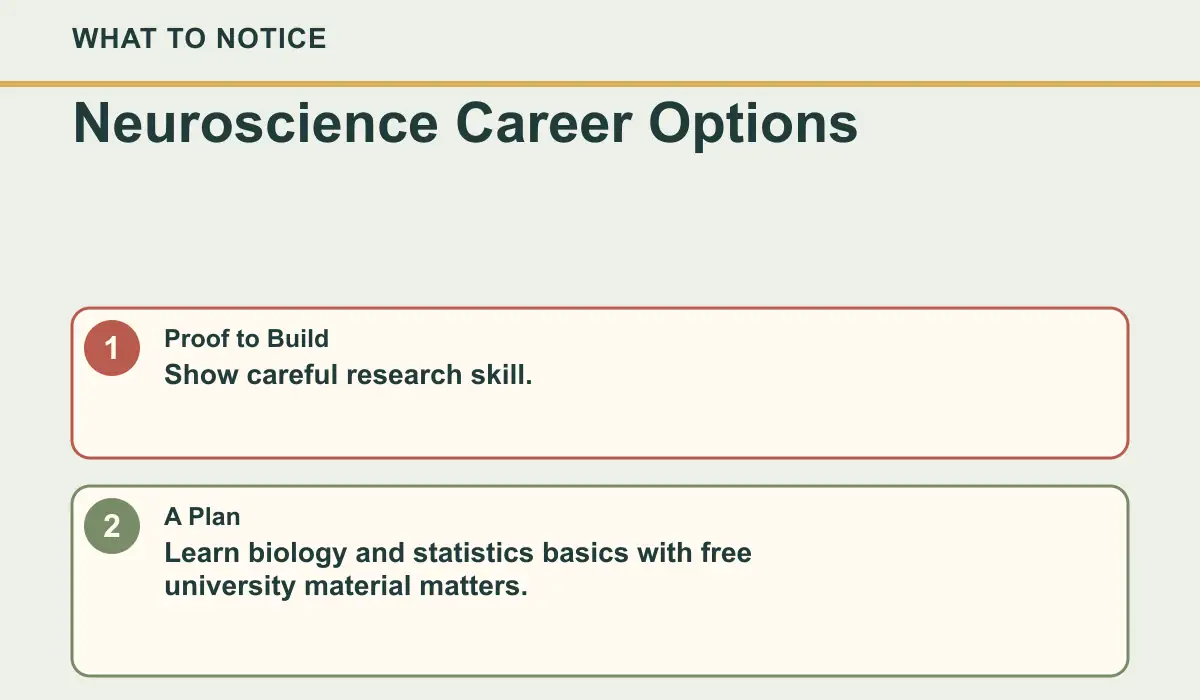 WHAT TO NOTICE
Neuroscience Career Options
1
Proof to Build
Show careful research skill.
2
A Plan
Learn biology and statistics basics with free
university material matters.